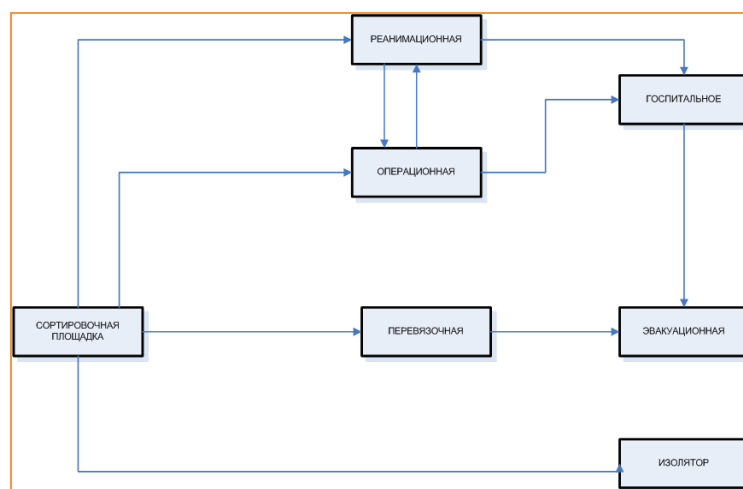 РЕАНИМАЦИОННАЯ
ГОСПИТАЛЬНОЕ
ОПЕРАЦИОННАЯ
СОРТИРОВОЧНАЯ
ПЛОЩАДКА
ПЕРЕВЯЗОЧНАЯ
ЭВАКУАЦИОННАЯ
ИЗОЛЯТОР